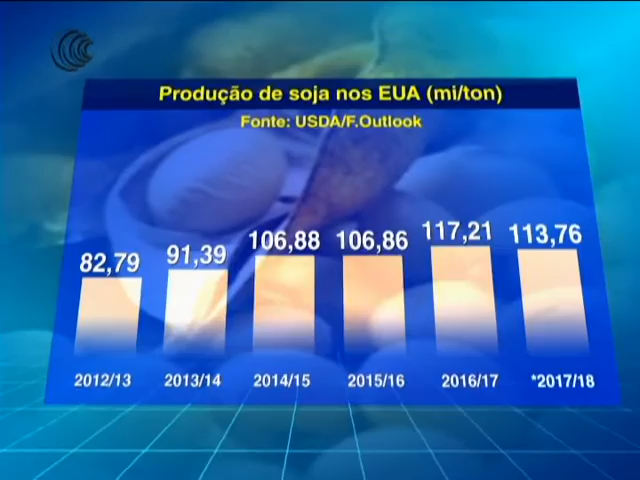 Produção de soja nos EUA (mi/ton)
Fonte: USDA/F.Outlook
82,79 91,39 106,88 106,86 117,21 113,76
2012/13 2013/14 2014/15 2015/16 2016/17 *2017/18